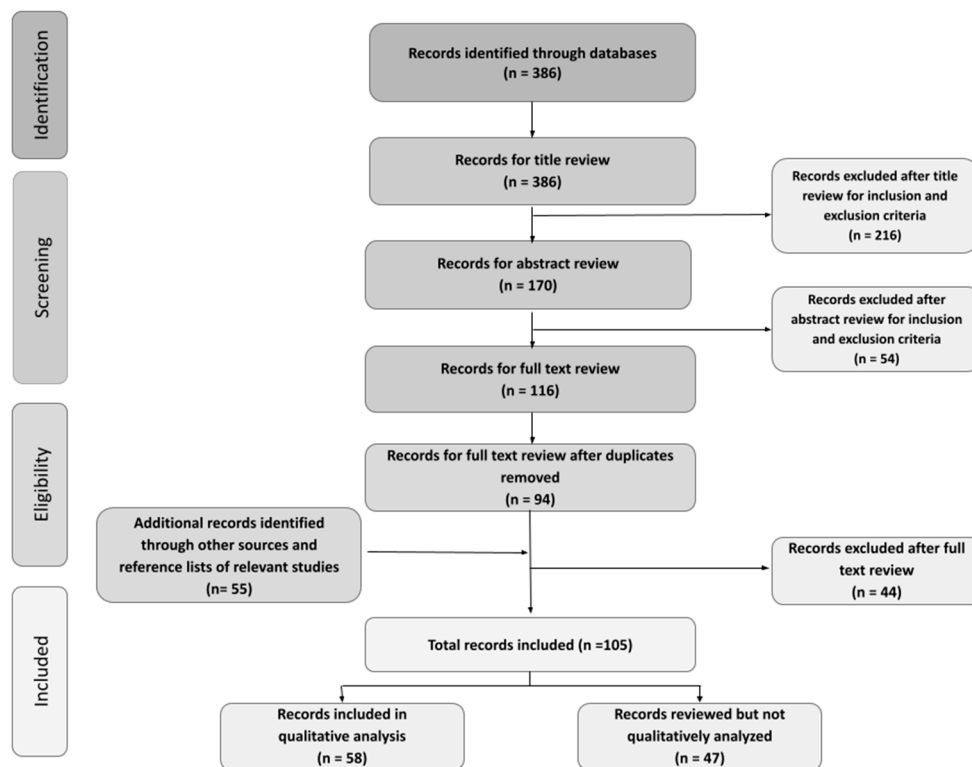 Identification
Records identified through databases
(n = 386)
Records for title review
(n = 386)
Records excluded after title
review for inclusion and
exclusion criteria
(n = 216)
Screening
Records for abstract review
(n = 170)
Records excluded after
abstract review for inclusion
and exclusion criteria
(n = 54)
Records for full text review
(n = 116)
Eligibility
Records for full text review after duplicates
removed
(n = 94)
Additional records identified
through other sources and
reference lists of relevant studies
(n= 55)
Records excluded after full
text review
(n = 44)
Included
Total records included (n =105)
Records included in
qualitative analysis
(n = 58)
Records reviewed but not
qualitatively analyzed
(n = 47)